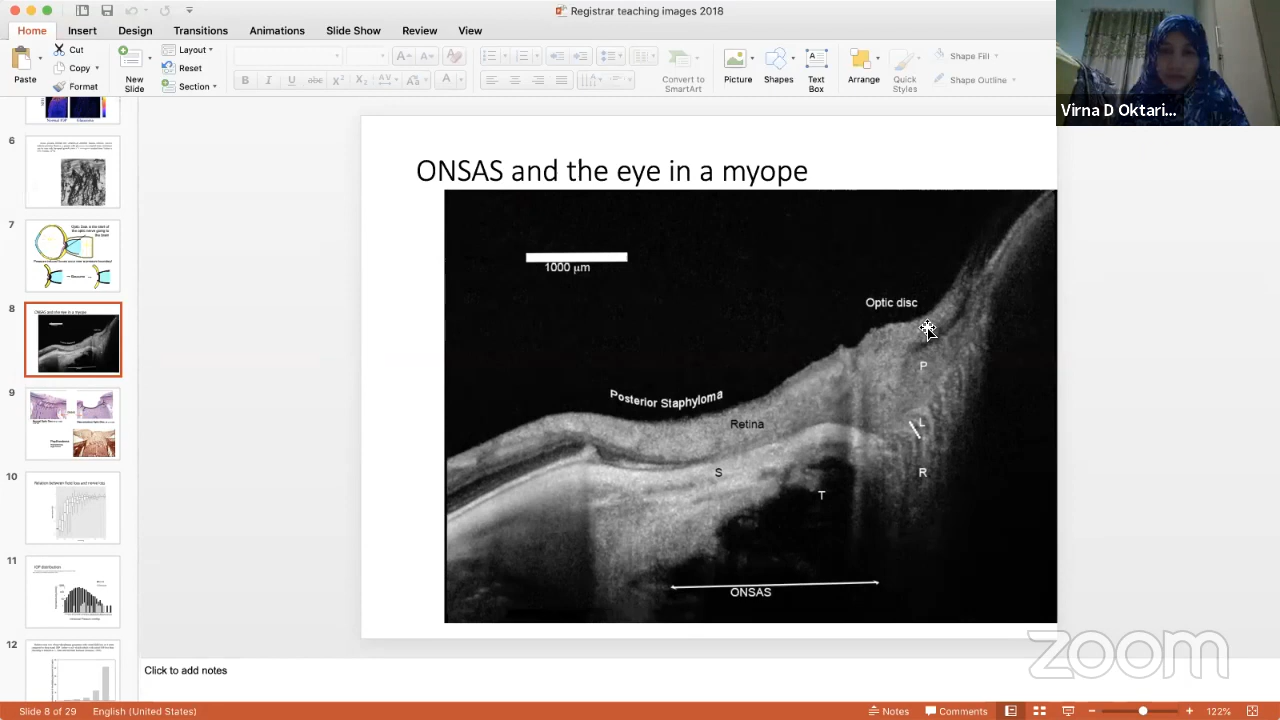 Registrar teaching images 2018
Home Insert Design Transitions Animations Slide Show Review View
Cut
Copy
Format
Paste
New Slide
Layout
Reset
Section
Convert to SmartArt
Picture
Shapes
Text Box
Arrange
Quick Styles
Shape Fill
Shape Outline
Virna D Oktari...
6
7
8
9
10
11
12
ONSAS and the eye in a myope
1000 µm
Optic disc
P
Posterior Staphyloma
Retina
L
S
R
T
ONSAS
Click to add notes
zoom
Slide 8 of 29
English (United States)
Notes
Comments
122%